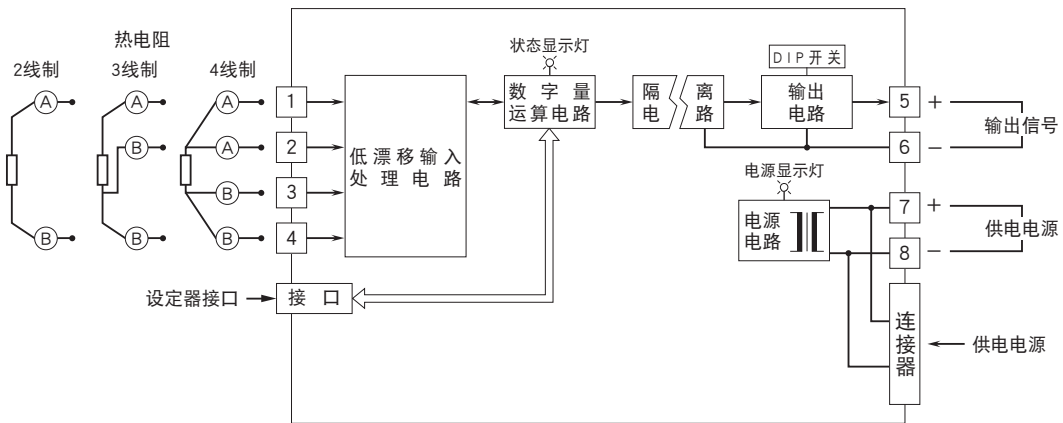 热电阻
2线制
3线制
4线制
A
B
A
B
B
A
A
B
B
1
2
3
4
低漂移输入
处理电路
状态显示灯
数字量
运算电路
隔离
电路
DIP开关
输出
电路
5
+
6
−
输出信号
电源显示灯
电源
电路
7
+
8
−
供电电源
设定器接口
接口
连接器
供电电源